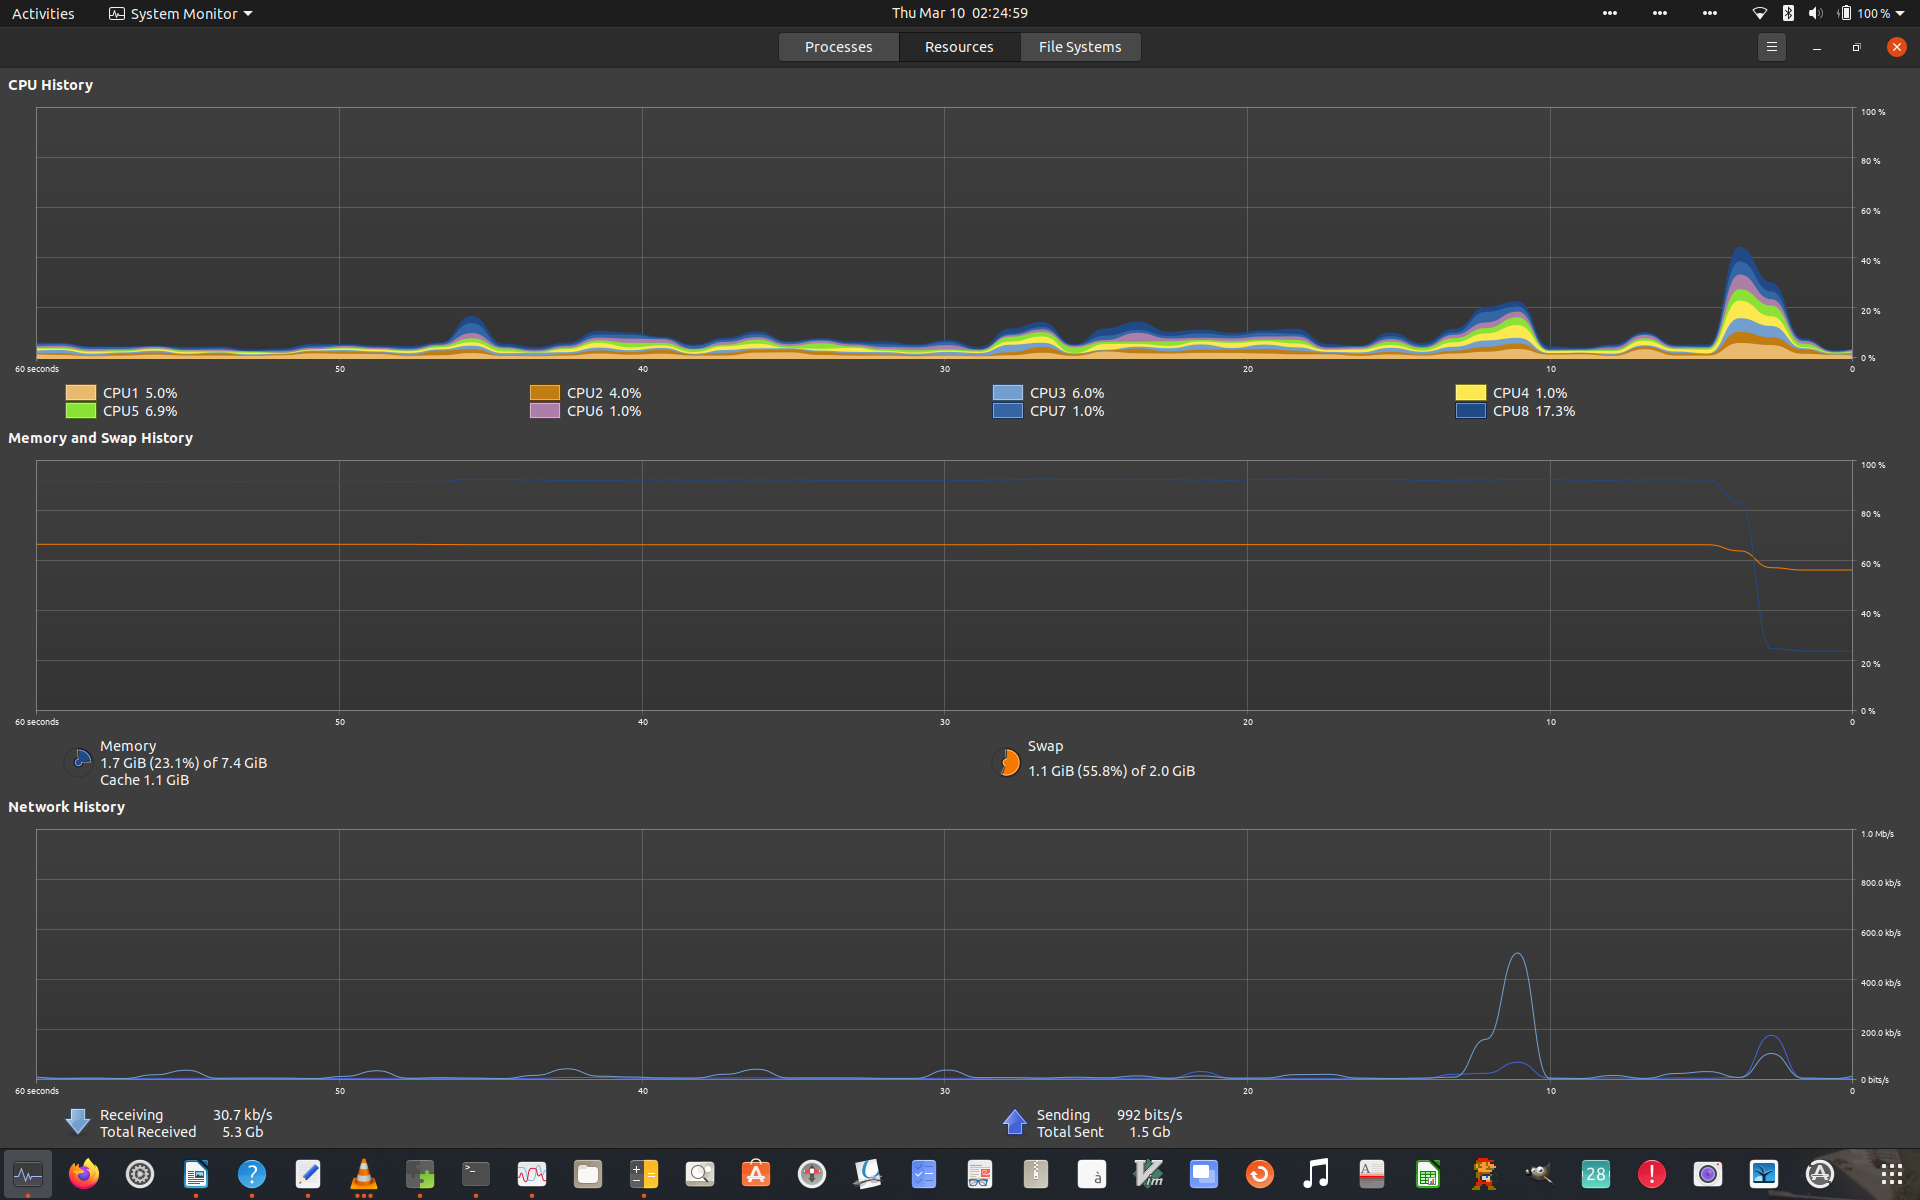 Activities System Monitor Thu Mar 10 02:24:59 100 %
Processes Resources File Systems
CPU History
100 %
80 %
60 %
40 %
20 %
0 %
60 seconds 50 40 30 20 10 0
CPU1 5.0% CPU2 4.0% CPU3 6.0% CPU4 1.0%
CPU5 6.9% CPU6 1.0% CPU7 1.0% CPU8 17.3%
Memory and Swap History
100 %
80 %
60 %
40 %
20 %
0 %
60 seconds 50 40 30 20 10 0
Memory Swap
1.7 GiB (23.1%) of 7.4 GiB 1.1 GiB (55.8%) of 2.0 GiB
Cache 1.1 GiB
Network History
1.0 Mb/s
800.0 kb/s
600.0 kb/s
400.0 kb/s
200.0 kb/s
0 bits/s
60 seconds 50 40 30 20 10 0
Receiving 30.7 kb/s Sending 992 bits/s
Total Received 5.3 Gb Total Sent 1.5 Gb
? >_ à Vim A 28 !